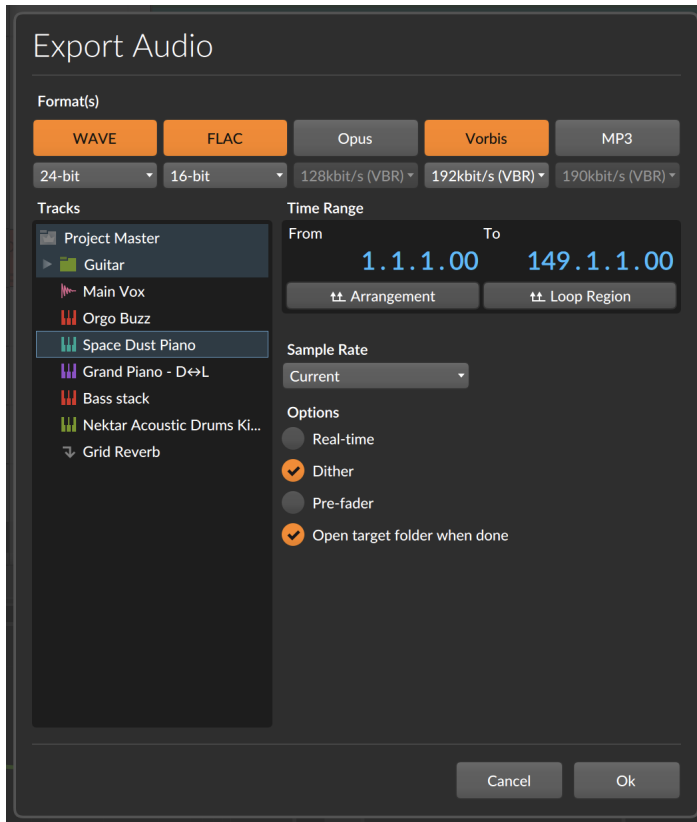 Export Audio
Format(s)
WAVE FLAC Opus Vorbis MP3
24-bit 16-bit 128kbit/s (VBR) 192kbit/s (VBR) 190kbit/s (VBR)
Tracks
Project Master
Guitar
Main Vox
Orgo Buzz
Space Dust Piano
Grand Piano - D↔L
Bass stack
Nektar Acoustic Drums Ki...
Grid Reverb
Time Range
From To
1.1.1.00 149.1.1.00
Arrangement Loop Region
Sample Rate
Current
Options
Real-time
Dither
Pre-fader
Open target folder when done
Cancel Ok